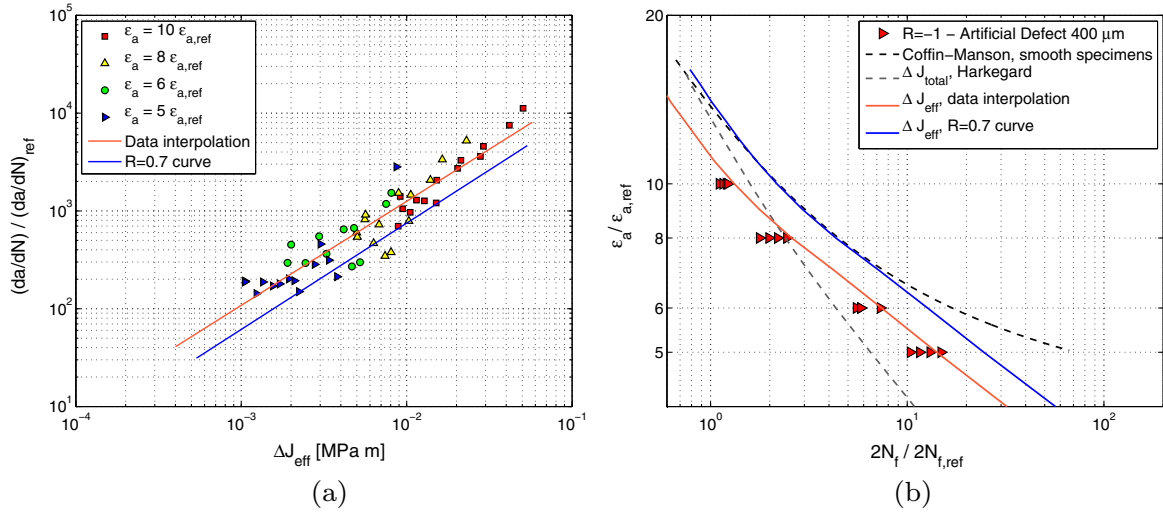 ε_a = 10 ε_a,ref
ε_a = 8 ε_a,ref
ε_a = 6 ε_a,ref
ε_a = 5 ε_a,ref
Data interpolation
R=0.7 curve
(da/dN) / (da/dN)_ref
10^5
10^4
10^3
10^2
10^1
10^-4
10^-3
10^-2
10^-1
ΔJ_eff [MPa m]
(a)
R=−1 − Artificial Defect 400 μm
Coffin−Manson, smooth specimens
Δ J_total, Harkegard
Δ J_eff, data interpolation
Δ J_eff, R=0.7 curve
ε_a / ε_a,ref
20
10
8
6
5
10^0
10^1
10^2
2N_f / 2N_f,ref
(b)